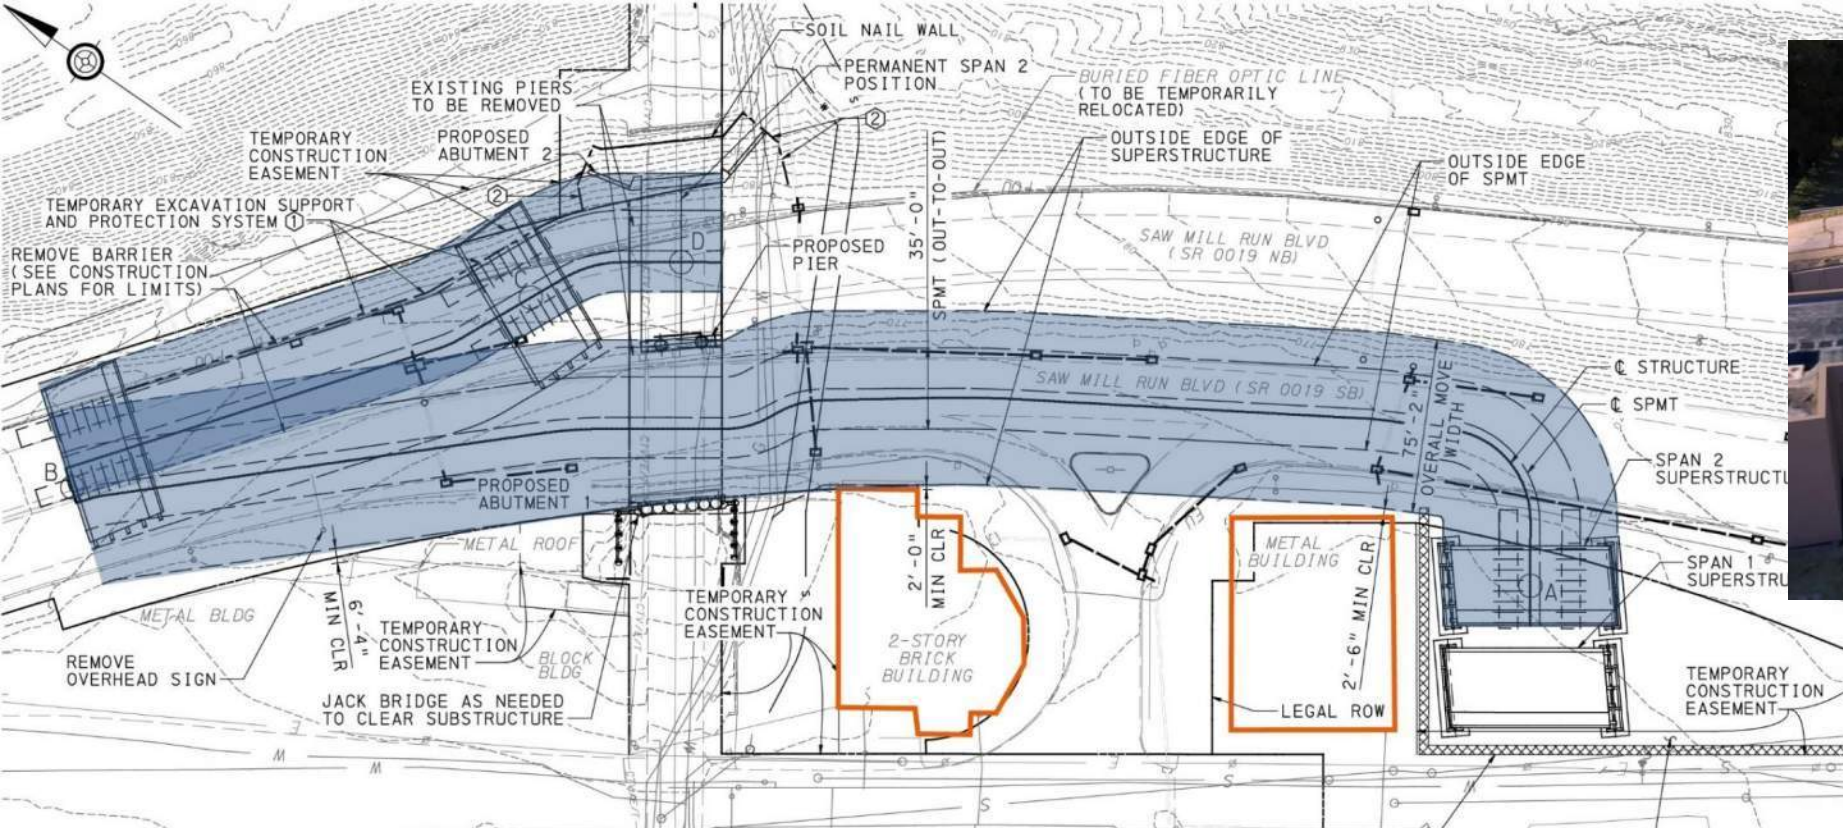 SOIL NAIL WALL
PERMANENT SPAN 2
POSITION
EXISTING PIERS
TO BE REMOVED
BURIED FIBER OPTIC LINE
(TO BE TEMPORARILY
RELOCATED)
TEMPORARY
CONSTRUCTION
EASEMENT
PROPOSED
ABUTMENT 2
2
OUTSIDE EDGE OF
SUPERSTRUCTURE
OUTSIDE EDGE
OF SPMT
2
TEMPORARY EXCAVATION SUPPORT
AND PROTECTION SYSTEM 1
REMOVE BARRIER
(SEE CONSTRUCTION
PLANS FOR LIMITS)
PROPOSED
PIER
35'-0"
SPMT (OUT-TO-OUT)
SAW MILL RUN BLVD
(SR 0019 NB)
D
C
SAW MILL RUN BLVD (SR 0019 SB)
75'-2"
OVERALL MOVE
WIDTH
℄ STRUCTURE
℄ SPMT
B
PROPOSED
ABUTMENT 1
SPAN 2
SUPERSTRUCTU
METAL ROOF
METAL BLDG
6'-4"
MIN CLR
REMOVE
OVERHEAD SIGN
TEMPORARY
CONSTRUCTION
EASEMENT
BLOCK
BLDG
JACK BRIDGE AS NEEDED
TO CLEAR SUBSTRUCTURE
TEMPORARY
CONSTRUCTION
EASEMENT
2'-0"
MIN CLR
2-STORY
BRICK
BUILDING
METAL
BUILDING
2'-6" MIN CLR
LEGAL ROW
A
SPAN 1
SUPERSTRU
TEMPORARY
CONSTRUCTION
EASEMENT